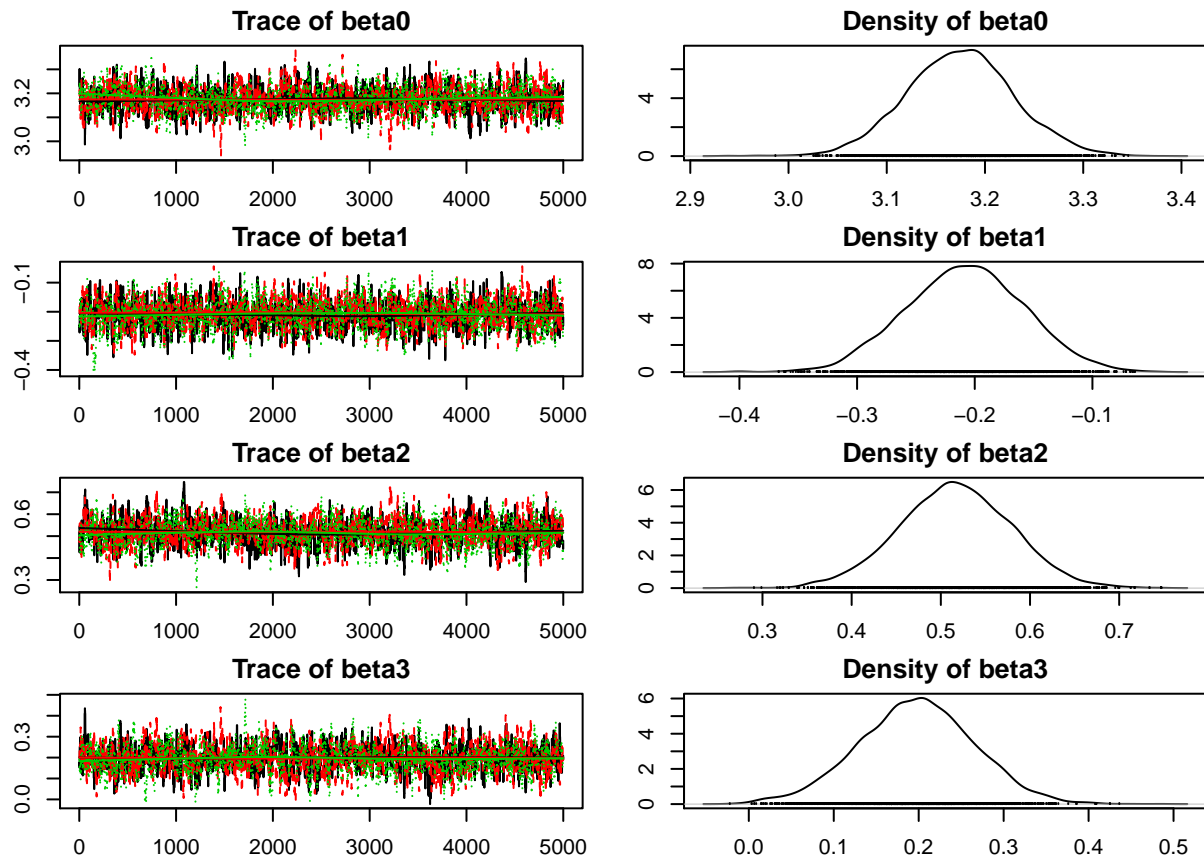 Trace of beta0
3.0 3.2
0 1000 2000 3000 4000 5000
Density of beta0
0 4
2.9 3.0 3.1 3.2 3.3 3.4
Trace of beta1
−0.4 −0.1
0 1000 2000 3000 4000 5000
Density of beta1
0 4 8
−0.4 −0.3 −0.2 −0.1
Trace of beta2
0.3 0.6
0 1000 2000 3000 4000 5000
Density of beta2
0 2 4 6
0.3 0.4 0.5 0.6 0.7
Trace of beta3
0.0 0.3
0 1000 2000 3000 4000 5000
Density of beta3
0 2 4 6
0.0 0.1 0.2 0.3 0.4 0.5